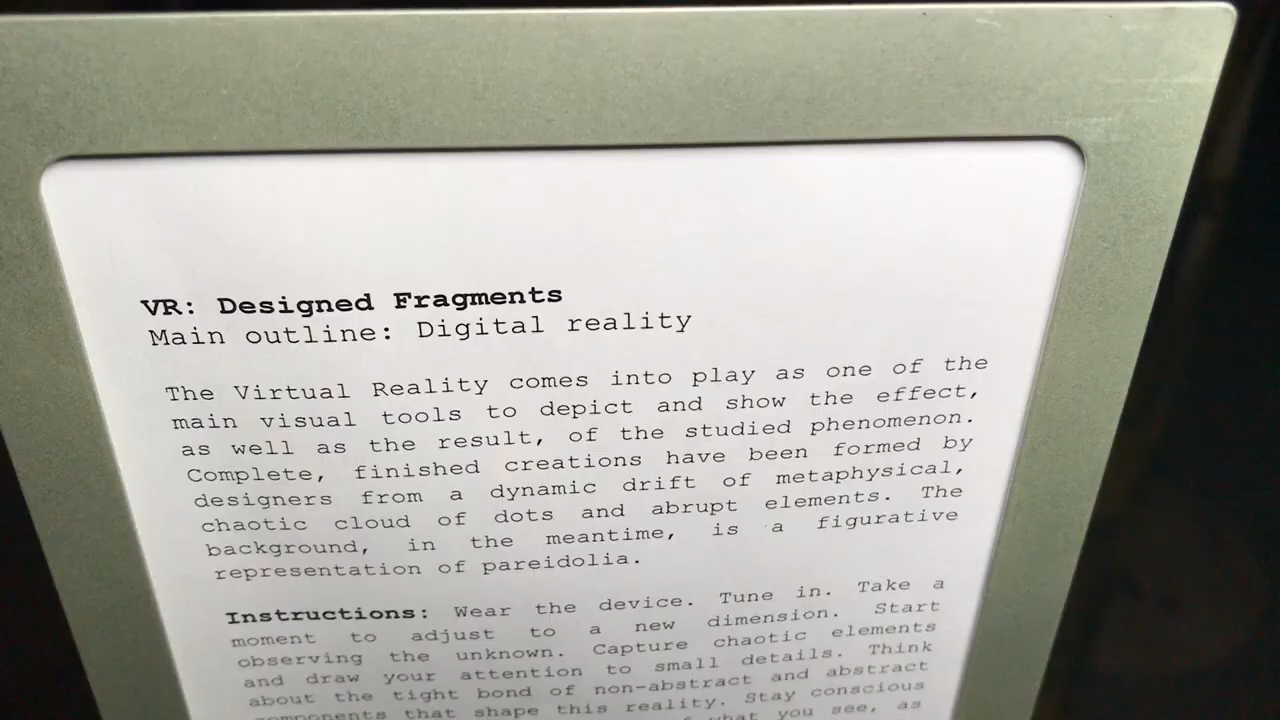 VR: Designed Fragments
Main outline: Digital reality
The Virtual Reality comes into play as one of the
main visual tools to depict and show the effect,
as well as the result, of the studied phenomenon.
Complete, finished creations have been formed by
designers from a dynamic drift of metaphysical,
chaotic cloud of dots and abrupt elements. The
background, in the meantime, is a figurative
representation of pareidolia.
Instructions: Wear the device. Tune in. Take a
moment to adjust to a new dimension. Start
observing the unknown. Capture chaotic elements
and draw your attention to small details. Think
about the tight bond of non-abstract and abstract
components that shape this reality. Stay conscious
what you see, as